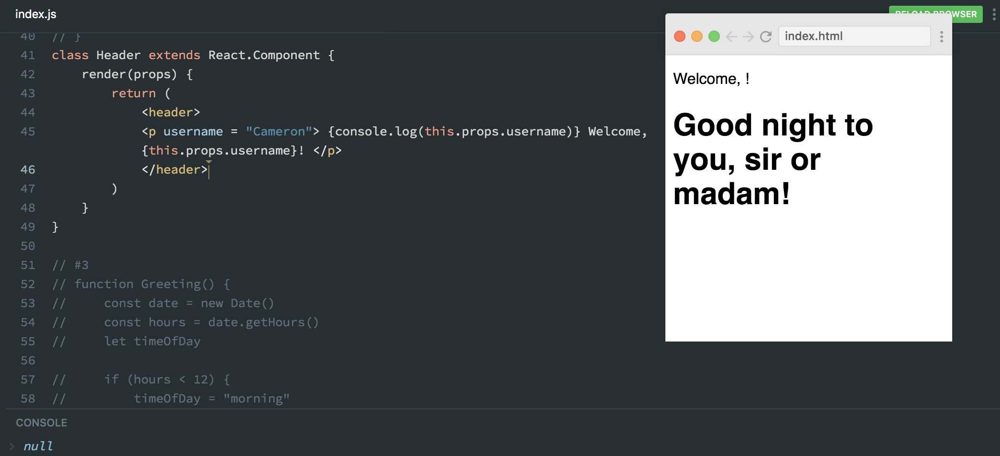 index.js
RELOAD BROWSER
40 // }
41 class Header extends React.Component {
42 render(props) {
43 return (
44 <header>
45 <p username = "Cameron"> {console.log(this.props.username)} Welcome,
{this.props.username}! </p>
46 </header>
47 )
48 }
49 }
50
51 // #3
52 // function Greeting() {
53 // const date = new Date()
54 // const hours = date.getHours()
55 // let timeOfDay
56
57 // if (hours < 12) {
58 // timeOfDay = "morning"
CONSOLE
> null
index.html
Welcome, !
Good night to
you, sir or
madam!